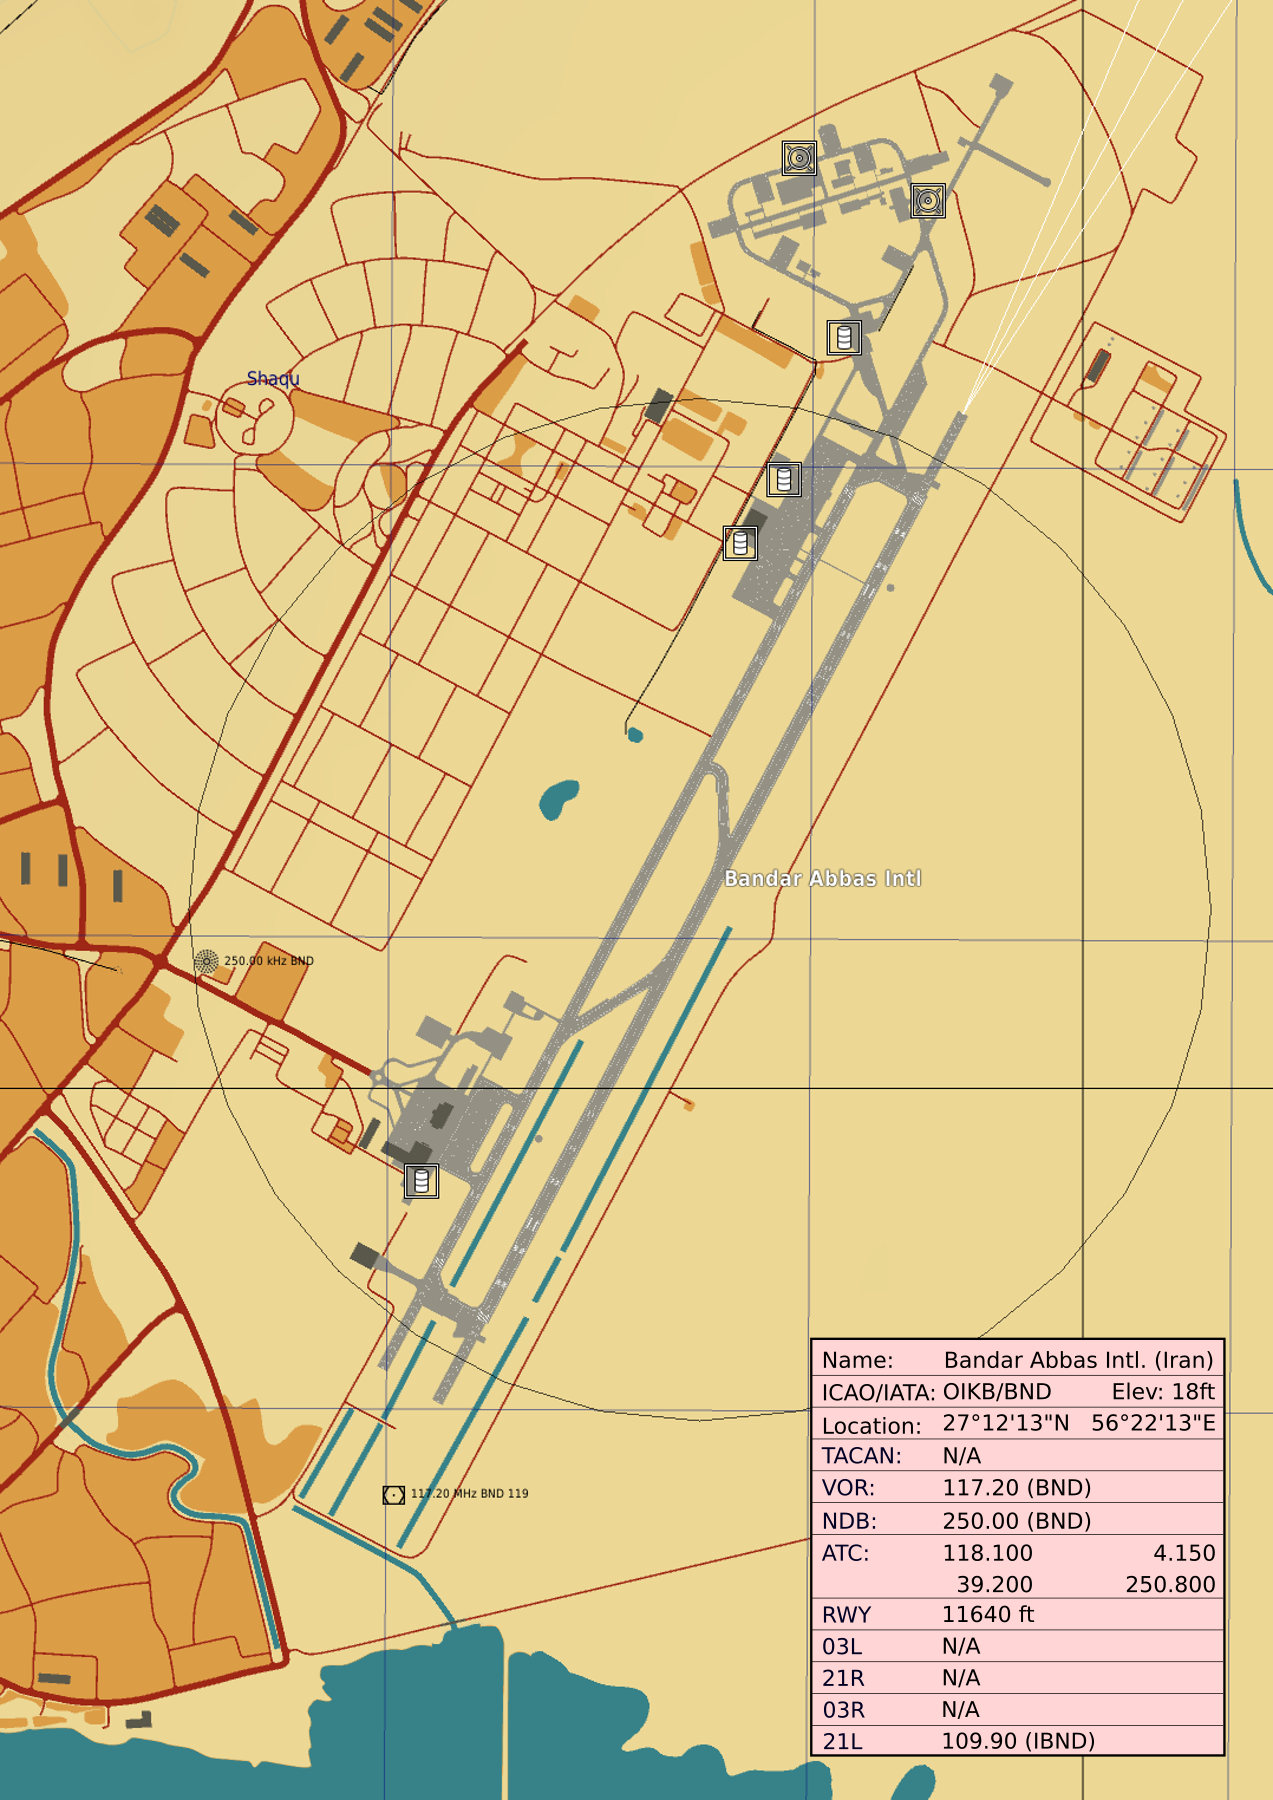 Shaqu
Bandar Abbas Intl
250.00 kHz BND
117.20 MHz BND 119
Name: Bandar Abbas Intl. (Iran)
ICAO/IATA: OIKB/BND Elev: 18ft
Location: 27°12'13"N 56°22'13"E
TACAN: N/A
VOR: 117.20 (BND)
NDB: 250.00 (BND)
ATC: 118.100 4.150
39.200 250.800
RWY 11640 ft
03L N/A
21R N/A
03R N/A
21L 109.90 (IBND)